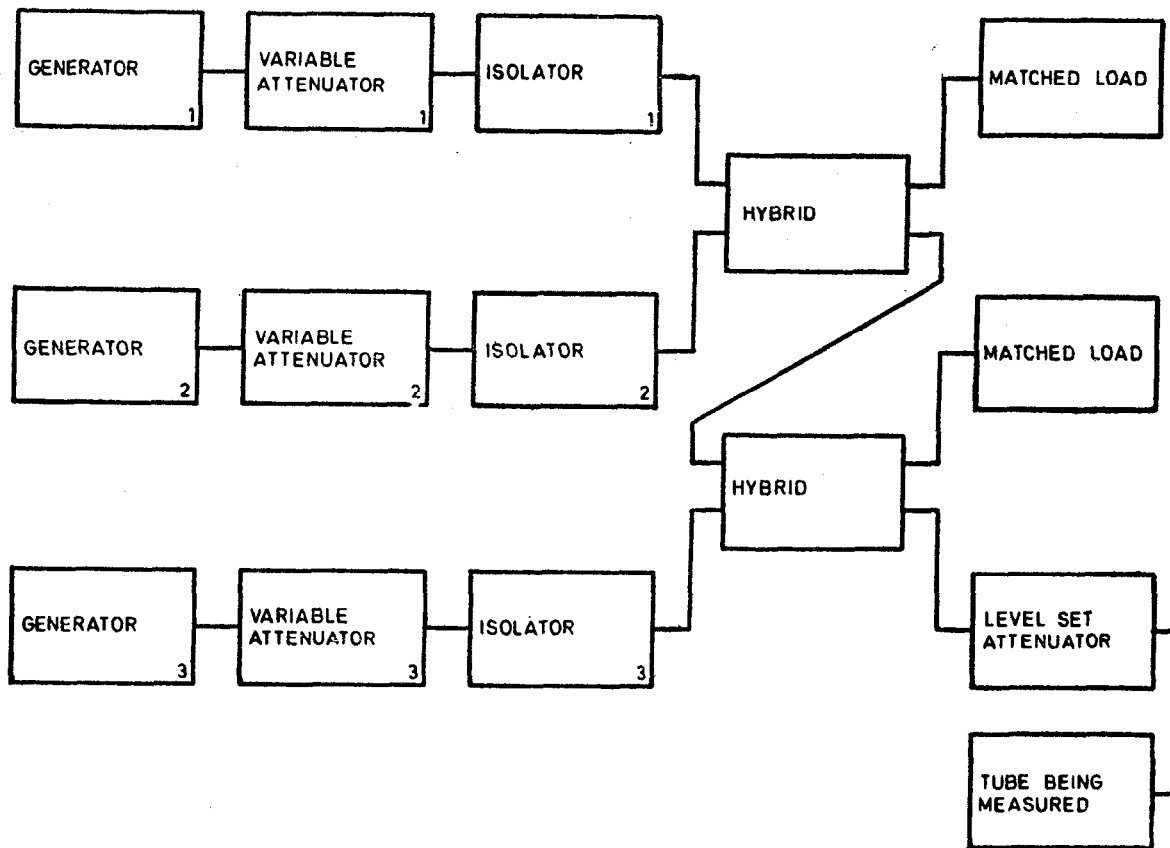 GENERATOR
1
VARIABLE
ATTENUATOR
1
ISOLATOR
1
MATCHED LOAD
HYBRID
GENERATOR
2
VARIABLE
ATTENUATOR
2
ISOLATOR
2
MATCHED LOAD
HYBRID
GENERATOR
3
VARIABLE
ATTENUATOR
3
ISOLATOR
3
LEVEL SET
ATTENUATOR
TUBE BEING
MEASURED